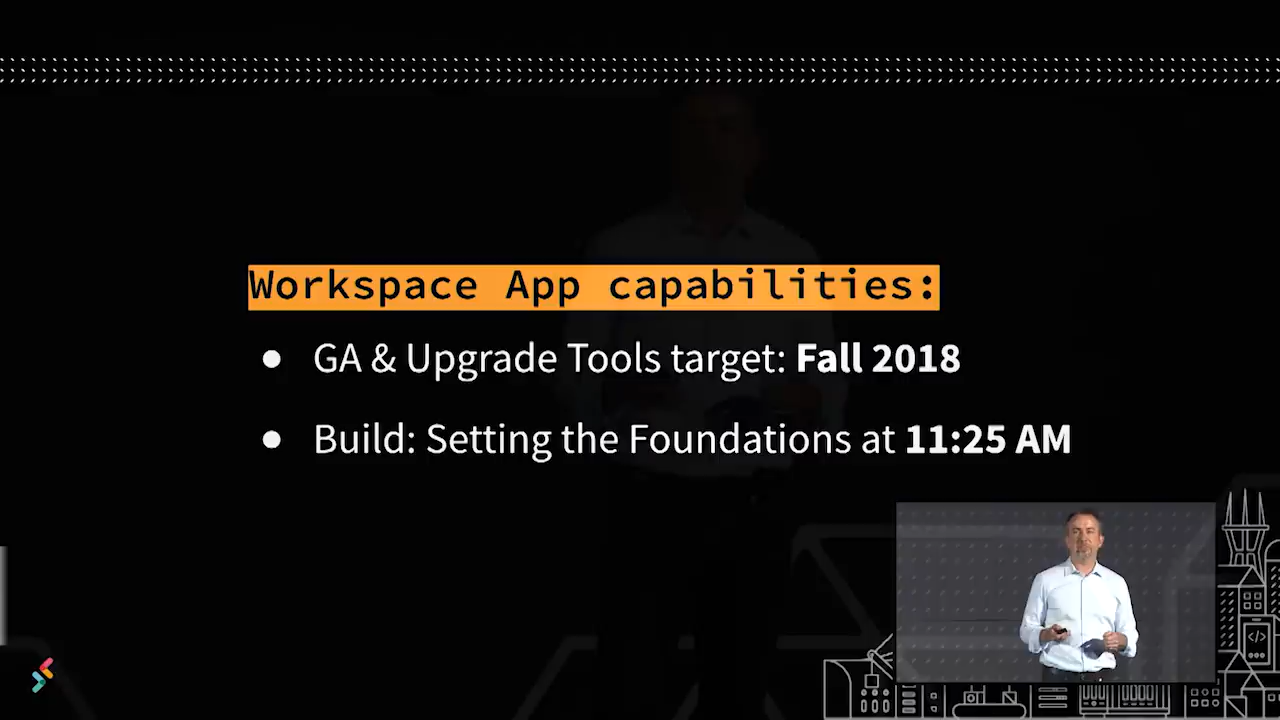 Workspace App capabilities:
● GA & Upgrade Tools target: Fall 2018
● Build: Setting the Foundations at 11:25 AM